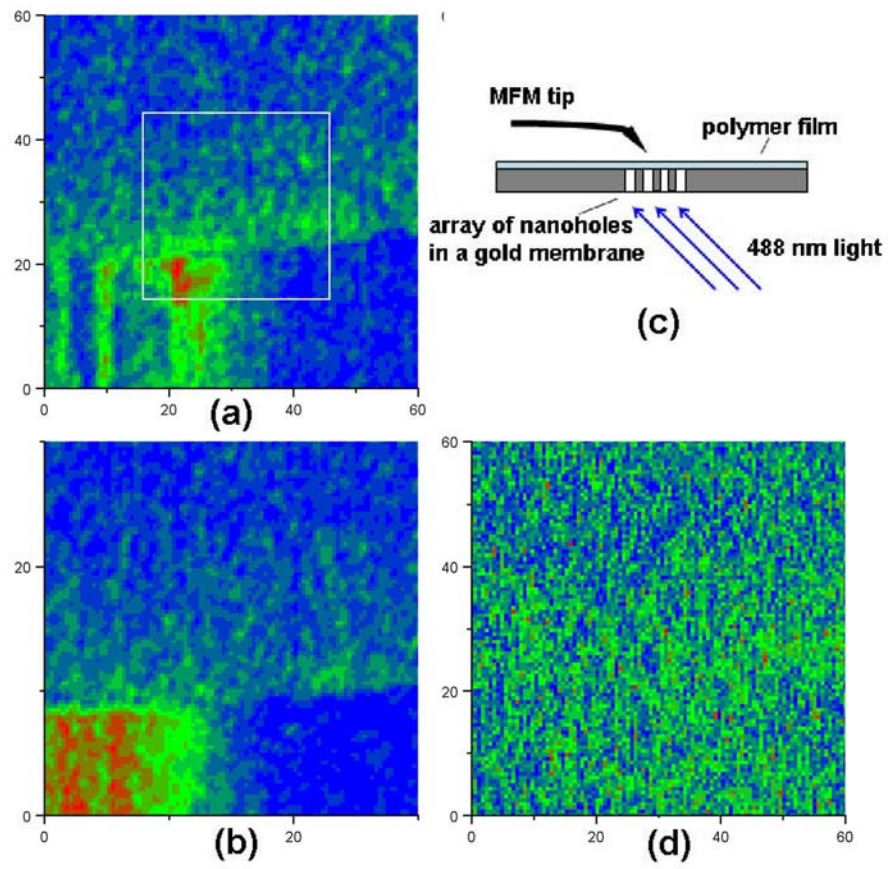 60
40
20
0
0
20
40
60
(a)
(
MFM tip
polymer film
array of nanoholes
in a gold membrane
488 nm light
(c)
20
0
0
20
(b)
60
40
20
0
0
20
40
60
(d)